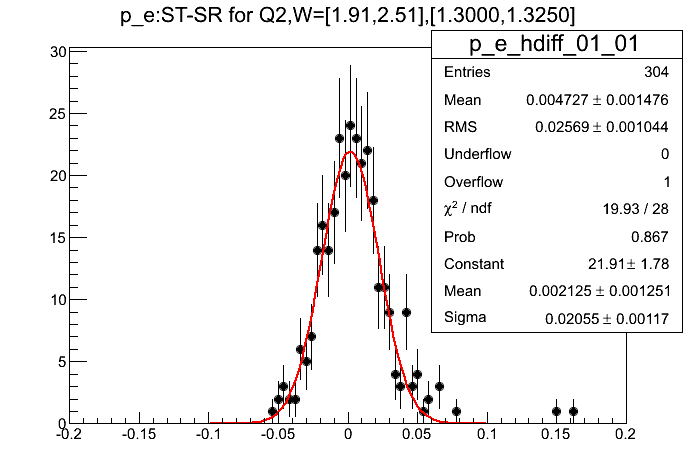 p_e:ST-SR for Q2,W=[1.91,2.51],[1.3000,1.3250]
p_e_hdiff_01_01
Entries 304
Mean 0.004727 ± 0.001476
RMS 0.02569 ± 0.001044
Underflow 0
Overflow 1
χ² / ndf 19.93 / 28
Prob 0.867
Constant 21.91 ± 1.78
Mean 0.002125 ± 0.001251
Sigma 0.02055 ± 0.00117
30
25
20
15
10
5
0
-0.2 -0.15 -0.1 -0.05 0 0.05 0.1 0.15 0.2